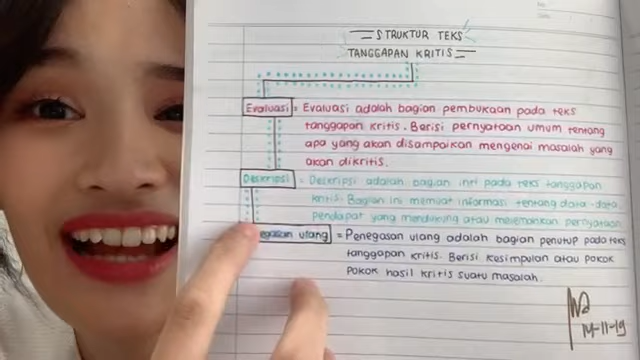 STRUKTUR TEKS
TANGGAPAN KRITIS
Evaluasi = Evaluasi adalah bagian pembukaan pada teks
tanggapan kritis. Berisi pernyataan umum tentang
apa yang akan disampaikan mengenai masalah yang
akan dikritis.
Deskripsi = Deskripsi adalah bagian inti pada teks tanggapan
kritis. Bagian ini memuat informasi tentang data-data,
pendapat yang mendukung atau melemahkan pernyataan
egasan ulang = Penegasan ulang adalah bagian penutup pada teks
tanggapan kritis. Berisi kesimpulan atau pokok
pokok hasil kritis suatu masalah.
14-11-19